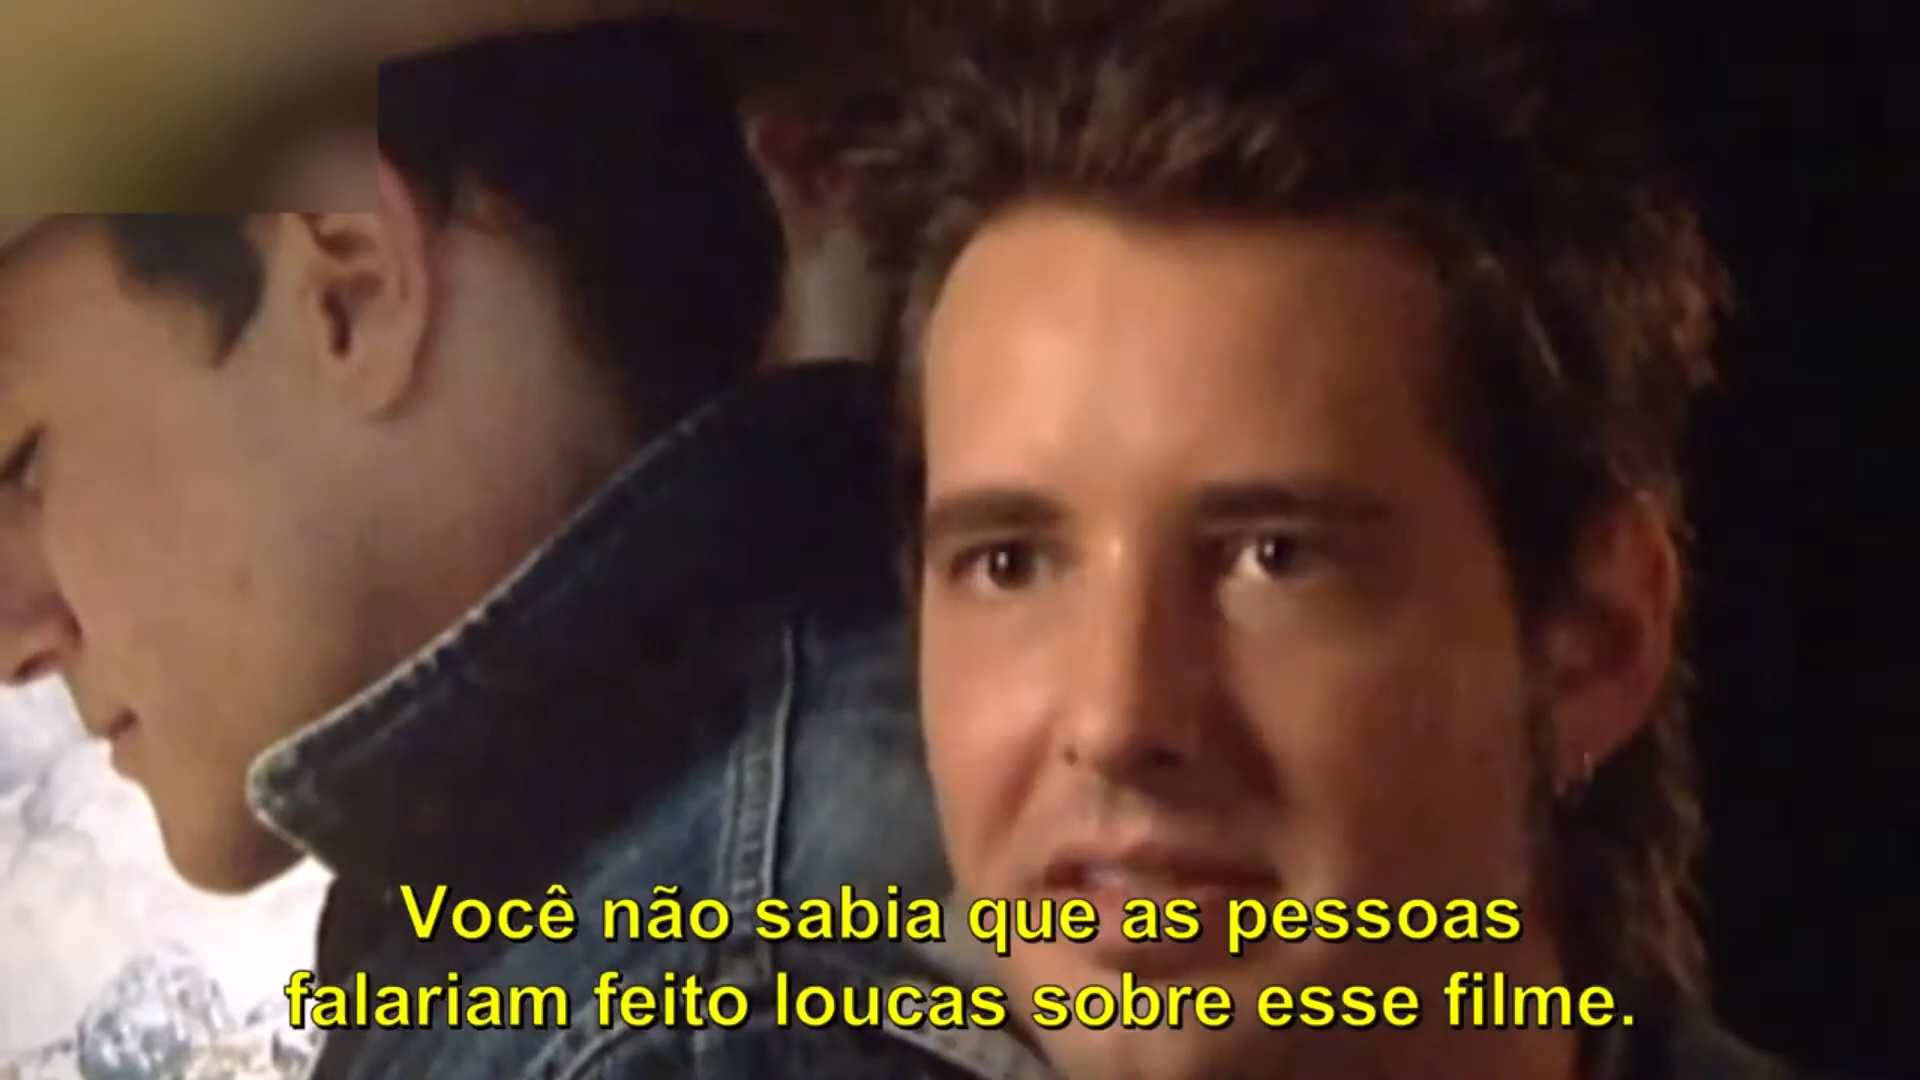 Você não sabia que as pessoas
falariam feito loucas sobre esse filme.